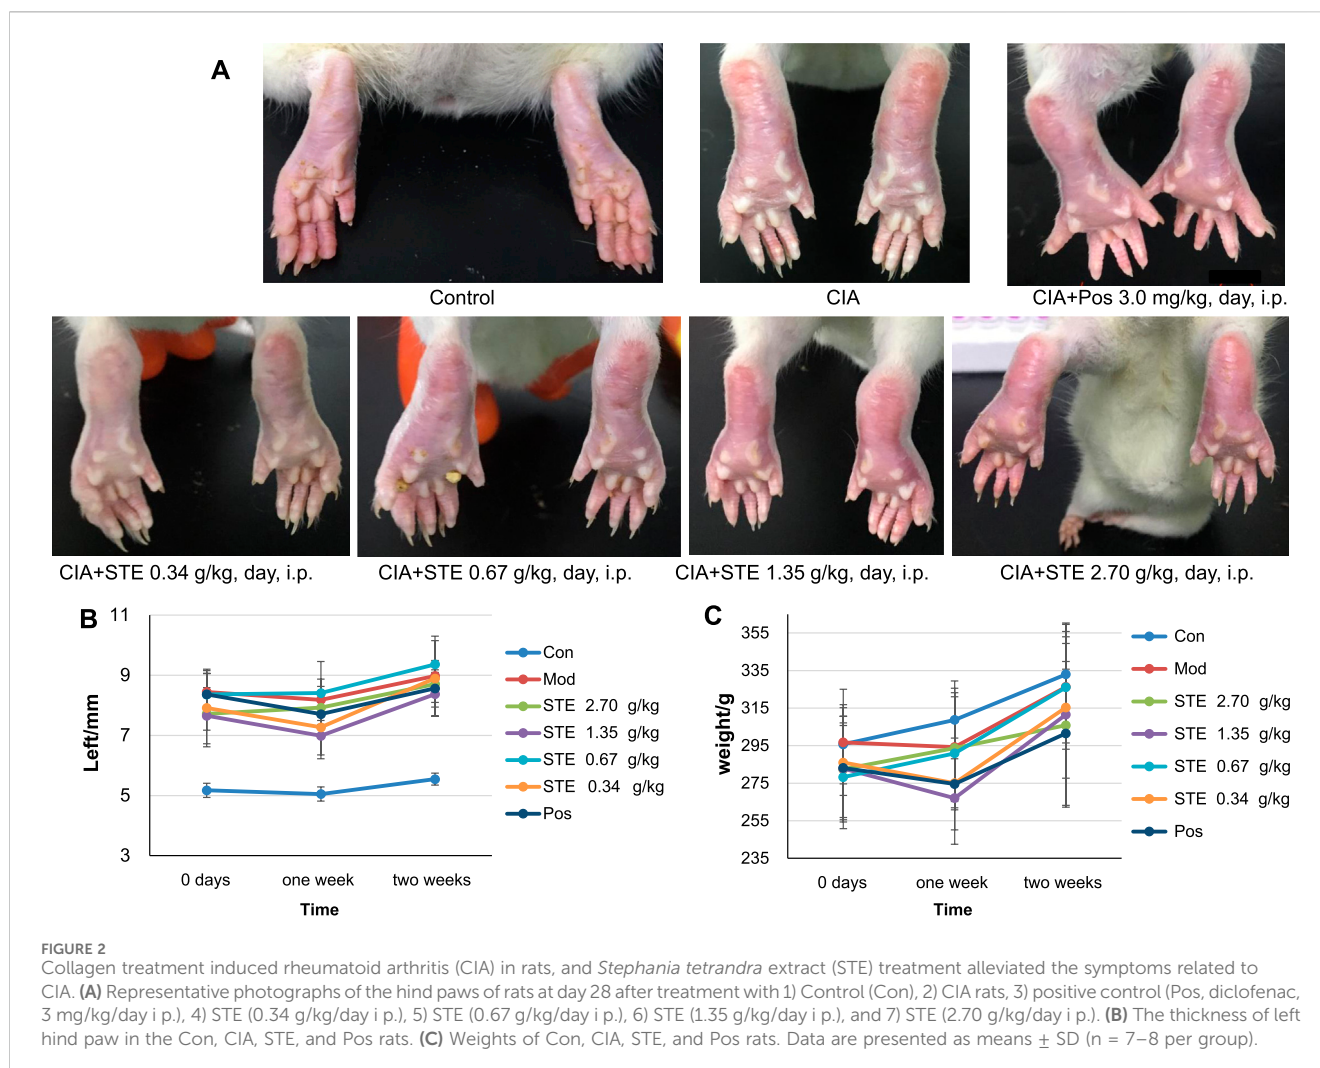 A
Control
CIA
CIA+Pos 3.0 mg/kg, day, i.p.
CIA+STE 0.34 g/kg, day, i.p.
CIA+STE 0.67 g/kg, day, i.p.
CIA+STE 1.35 g/kg, day, i.p.
CIA+STE 2.70 g/kg, day, i.p.
B
11
9
7
5
3
Left/mm
0 days
one week
two weeks
Time
Con
Mod
STE 2.70 g/kg
STE 1.35 g/kg
STE 0.67 g/kg
STE 0.34 g/kg
Pos
C
355
335
315
295
275
255
235
weight/g
0 days
one week
two weeks
Time
Con
Mod
STE 2.70 g/kg
STE 1.35 g/kg
STE 0.67 g/kg
STE 0.34 g/kg
Pos
FIGURE 2
Collagen treatment induced rheumatoid arthritis (CIA) in rats, and Stephania tetrandra extract (STE) treatment alleviated the symptoms related to
CIA. (A) Representative photographs of the hind paws of rats at day 28 after treatment with 1) Control (Con), 2) CIA rats, 3) positive control (Pos, diclofenac,
3 mg/kg/day i p.), 4) STE (0.34 g/kg/day i p.), 5) STE (0.67 g/kg/day i p.), 6) STE (1.35 g/kg/day i p.), and 7) STE (2.70 g/kg/day i p.). (B) The thickness of left
hind paw in the Con, CIA, STE, and Pos rats. (C) Weights of Con, CIA, STE, and Pos rats. Data are presented as means ± SD (n = 7–8 per group).